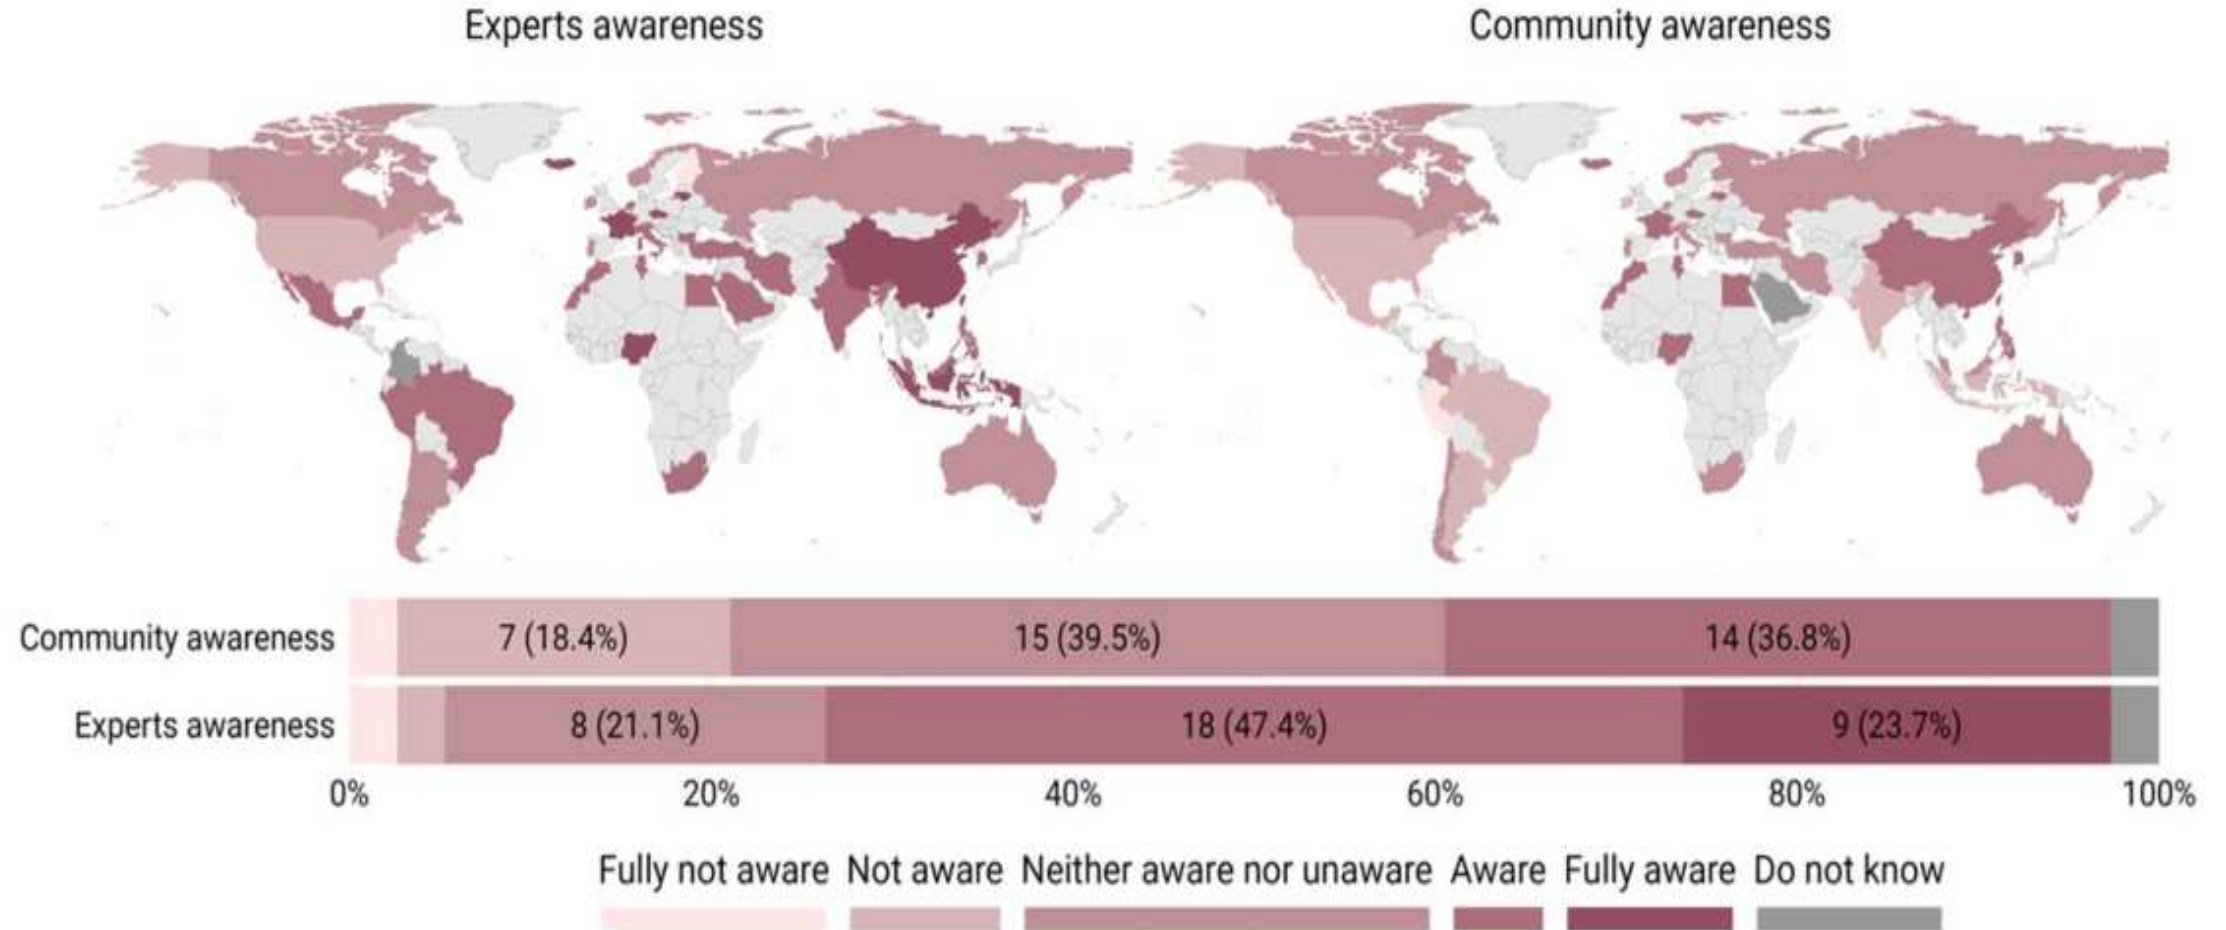 Experts awareness
Community awareness
Community awareness
7 (18.4%)
15 (39.5%)
14 (36.8%)
Experts awareness
8 (21.1%)
18 (47.4%)
9 (23.7%)
0%
20%
40%
60%
80%
100%
Fully not aware
Not aware
Neither aware nor unaware
Aware
Fully aware
Do not know